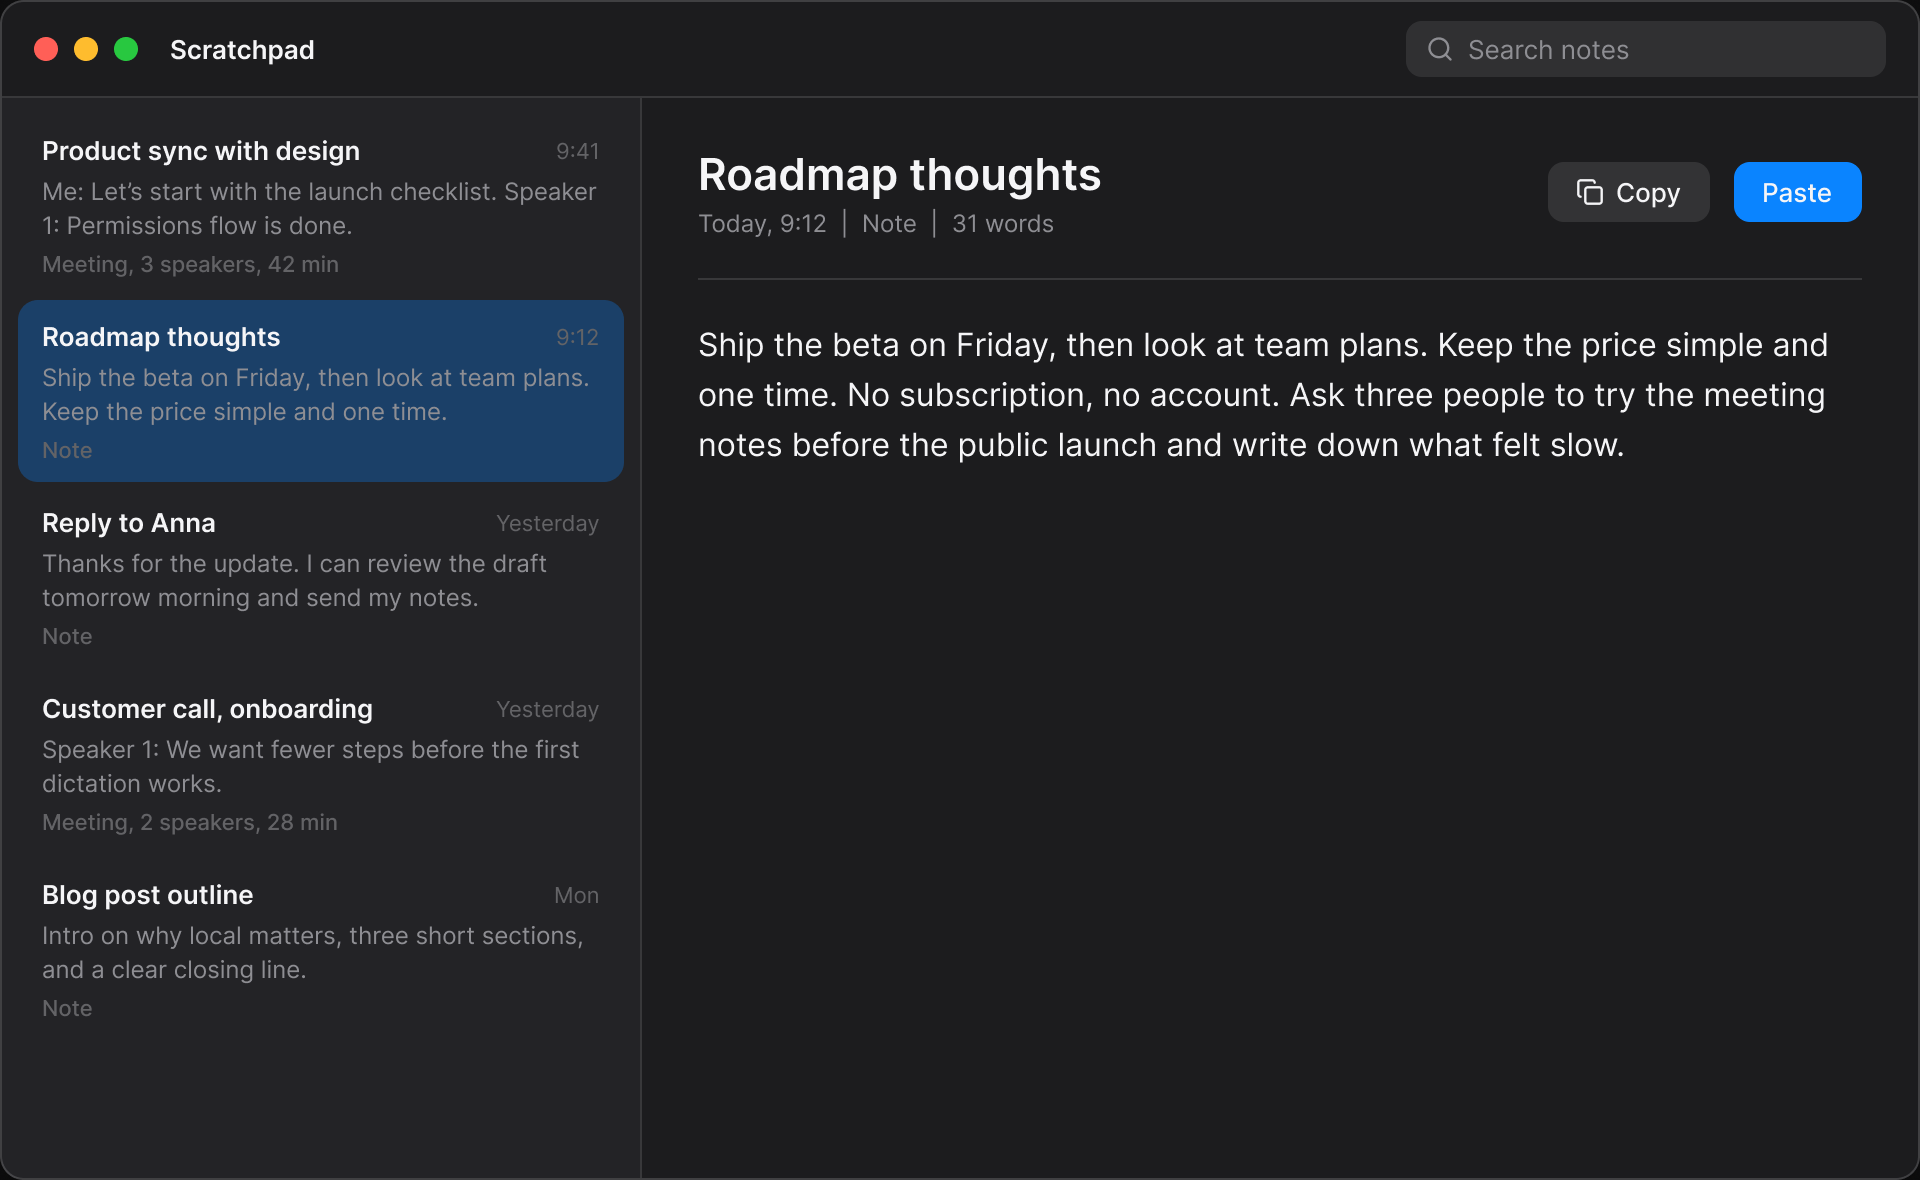 Scratchpad
Search notes
Product sync with design 9:41
Me: Let’s start with the launch checklist. Speaker
1: Permissions flow is done.
Meeting, 3 speakers, 42 min
Roadmap thoughts 9:12
Ship the beta on Friday, then look at team plans.
Keep the price simple and one time.
Note
Reply to Anna Yesterday
Thanks for the update. I can review the draft
tomorrow morning and send my notes.
Note
Customer call, onboarding Yesterday
Speaker 1: We want fewer steps before the first
dictation works.
Meeting, 2 speakers, 28 min
Blog post outline Mon
Intro on why local matters, three short sections,
and a clear closing line.
Note
Roadmap thoughts
Today, 9:12 | Note | 31 words
Copy
Paste
Ship the beta on Friday, then look at team plans. Keep the price simple and
one time. No subscription, no account. Ask three people to try the meeting
notes before the public launch and write down what felt slow.